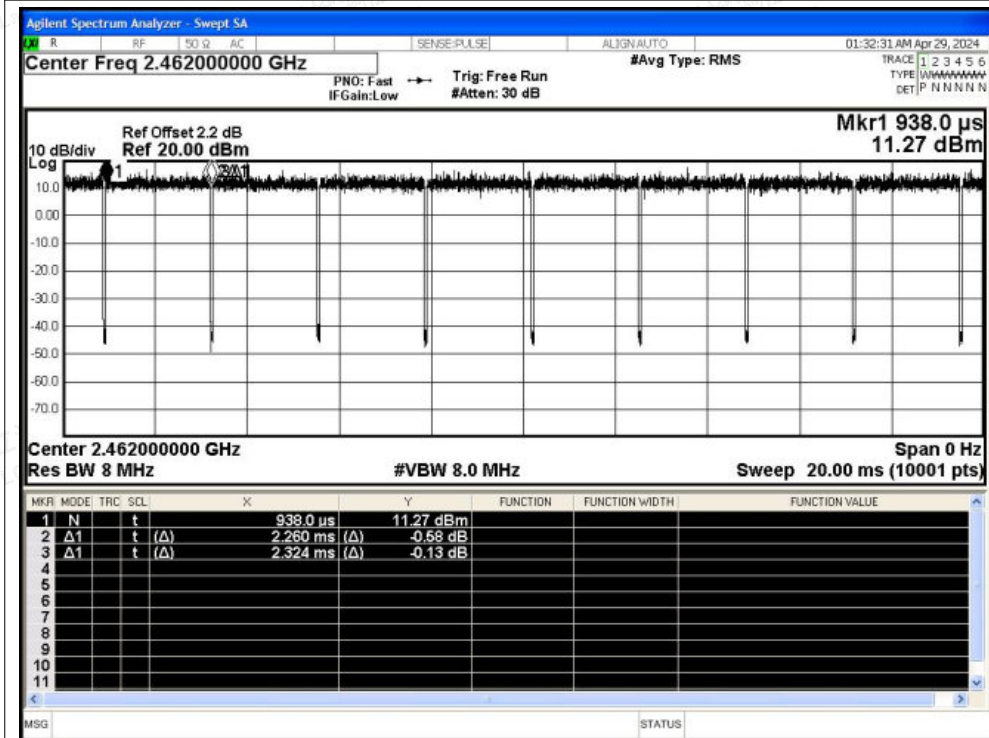 Agilent Spectrum Analyzer - Swept SA
LXI R RF 50 Ω AC SENSE:PULSE ALIGNAUTO 01:32:31 AM Apr 29, 2024
Center Freq 2.462000000 GHz #Avg Type: RMS TRACE 1 2 3 4 5 6
PNO: Fast Trig: Free Run TYPE WWWWWW
IFGain:Low #Atten: 30 dB DET P N N N N N
Mkr1 938.0 µs
Ref Offset 2.2 dB
10 dB/div Ref 20.00 dBm 11.27 dBm
Log
1
10.0
0.00
-10.0
-20.0
-30.0
-40.0
-50.0
-60.0
-70.0
Center 2.462000000 GHz Span 0 Hz
Res BW 8 MHz #VBW 8.0 MHz Sweep 20.00 ms (10001 pts)
MKR MODE TRC SCL X Y FUNCTION FUNCTION WIDTH FUNCTION VALUE
1 N t 938.0 µs 11.27 dBm
2 Δ1 t (Δ) 2.260 ms (Δ) -0.58 dB
3 Δ1 t (Δ) 2.324 ms (Δ) -0.13 dB
4
5
6
7
8
9
10
11
MSG STATUS